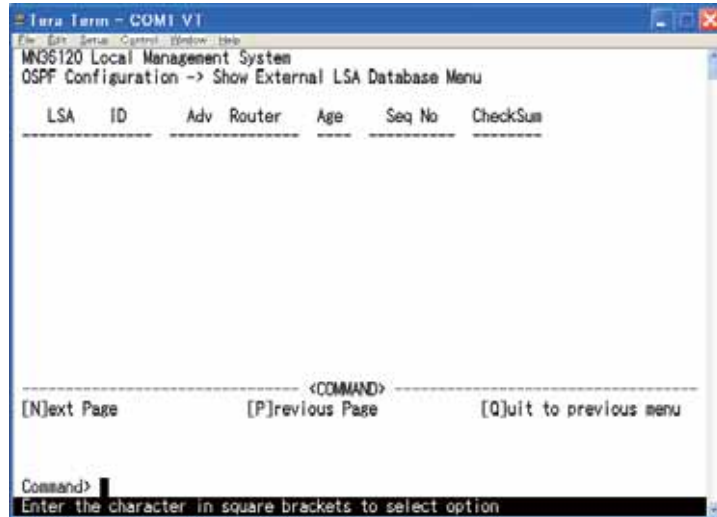 Tera Term - COM1 VT
File Edit Setup Control Window Help
MN36120 Local Management System
OSPF Configuration -> Show External LSA Database Menu
LSA ID Adv Router Age Seq No CheckSum
--------------- --------------- ---- ---------- --------
------------------------------- <COMMAND> ----------------------------------
[N]ext Page [P]revious Page [Q]uit to previous menu
Command>
Enter the character in square brackets to select option